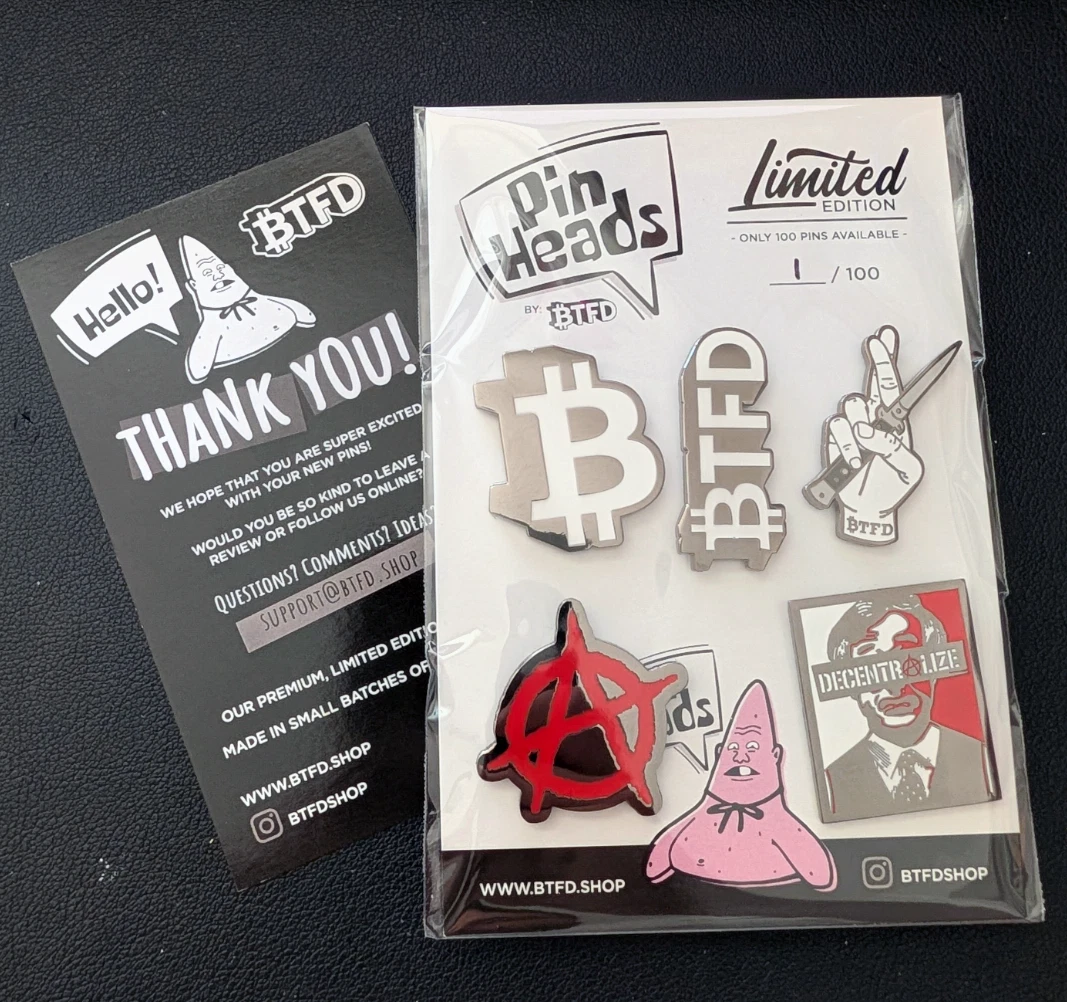 BTFD
Hello!
THANK YOU!
WE HOPE THAT YOU ARE SUPER EXCITED
WITH YOUR NEW PINS!
WOULD YOU BE SO KIND TO LEAVE A
REVIEW OR FOLLOW US ONLINE?
QUESTIONS? COMMENTS? IDEAS?
SUPPORT@BTFD.SHOP
OUR PREMIUM, LIMITED
MADE IN SMALL BATCHES OF
WWW.BTFD.SHOP
BTFDSHOP
Pin
Heads
BY: BTFD
Limited
EDITION
- ONLY 100 PINS AVAILABLE -
1 / 100
B
BTFD
BTFD
A
DECENTRALIZE
WWW.BTFD.SHOP
BTFDSHOP